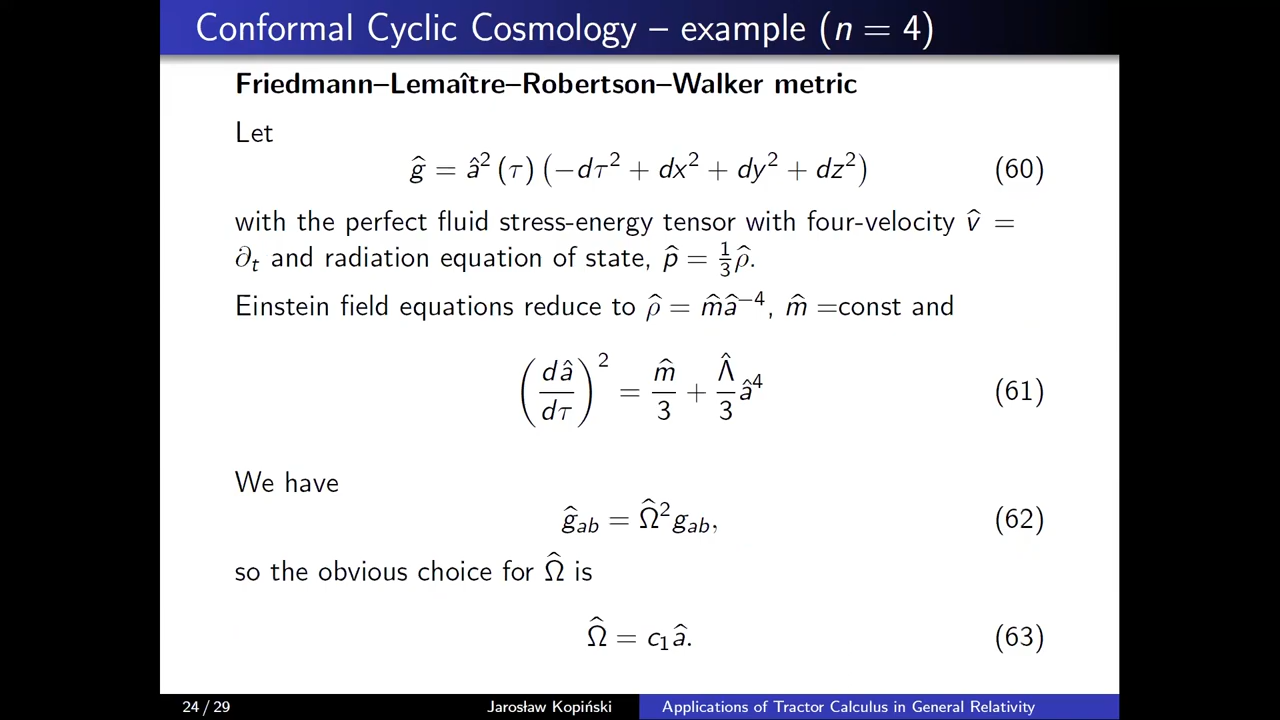 Conformal Cyclic Cosmology – example (n = 4)
Friedmann–Lemaître–Robertson–Walker metric
Let
ĝ = â² (τ) (−dτ² + dx² + dy² + dz²) (60)
with the perfect fluid stress-energy tensor with four-velocity v̂ =
∂ₜ and radiation equation of state, p̂ = 1/3 ρ̂.
Einstein field equations reduce to ρ̂ = m̂â⁻⁴, m̂ =const and
(dâ/dτ)² = m̂/3 + Λ̂/3 â⁴ (61)
We have
ĝ_ab = Ω̂² g_ab, (62)
so the obvious choice for Ω̂ is
Ω̂ = c₁â. (63)
24 / 29 Jarosław Kopiński Applications of Tractor Calculus in General Relativity